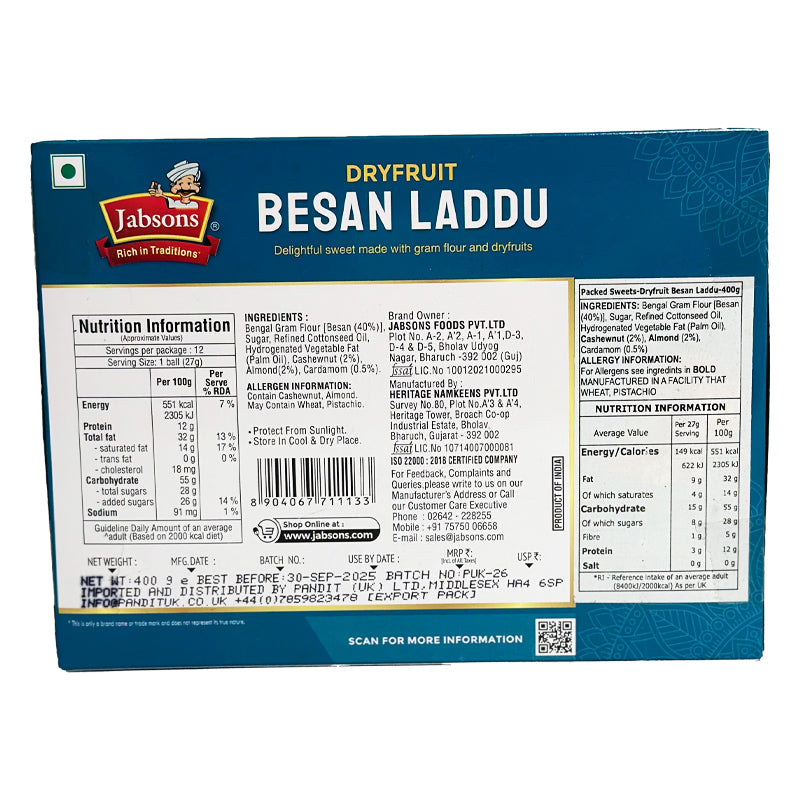 Jabsons ®
Rich in Traditions*
DRYFRUIT
BESAN LADDU
Delightful sweet made with gram flour and dryfruits
Nutrition Information
(Approximate Values)
Servings per package : 12
Serving Size: 1 ball (27g)
Per 100g Per Serve % RDA
Energy 551 kcal 7 %
2305 kJ
Protein 12 g
Total fat 32 g 13 %
- saturated fat 14 g 17 %
- trans fat 0 g 0 %
- cholesterol 18 mg
Carbohydrate 55 g
- total sugars 28 g
- added sugars 26 g 14 %
Sodium 91 mg 1 %
Guideline Daily Amount of an average
^adult (Based on 2000 kcal diet)
INGREDIENTS :
Bengal Gram Flour [Besan (40%)],
Sugar, Refined Cottonseed Oil,
Hydrogenated Vegetable Fat
(Palm Oil), Cashewnut (2%),
Almond(2%), Cardamom (0.5%).
ALLERGEN INFORMATION:
Contain Cashewnut, Almond.
May Contain Wheat, Pistachio.
• Protect From Sunlight.
• Store In Cool & Dry Place.
8 904067 711133
Shop Online at :
www.jabsons.com
Brand Owner :
JABSONS FOODS PVT.LTD
Plot No. A-2, A'2, A-1, A'1,D-3,
D-4 & D-5, Bholav Udyog
Nagar, Bharuch -392 002 (Guj)
fssai LIC.No 10012021000295
Manufactured By :
HERITAGE NAMKEENS PVT.LTD
Survey No.80, Plot No.A'3 & A'4,
Heritage Tower, Broach Co-op
Industrial Estate, Bholav,
Bharuch, Gujarat - 392 002
fssai LIC.No 10714007000081
ISO 22000 : 2018 CERTIFIED COMPANY
For Feedback, Complaints and
Queries,please write to us on our
Manufacturer's Address or Call
our Customer Care Executive
Phone : 02642 - 228255
Mobile : +91 75750 06658
E-mail : sales@jabsons.com
PRODUCT OF INDIA
Packed Sweets-Dryfruit Besan Laddu-400g
INGREDIENTS: Bengal Gram Flour [Besan
(40%)], Sugar, Refined Cottonseed Oil,
Hydrogenated Vegetable Fat (Palm Oil),
Cashewnut (2%), Almond (2%),
Cardamom (0.5%)
ALLERGY INFORMATION:
For Allergens see ingredints in BOLD
MANUFACTURED IN A FACILITY THAT
WHEAT, PISTACHIO
NUTRITION INFORMATION
Average Value Per 27g Serving Per 100g
Energy/Calories 149 kcal 551 kcal
622 kJ 2305 kJ
Fat 9 g 32 g
Of which saturates 4 g 14 g
Carbohydrate 15 g 55 g
Of which sugars 8 g 28 g
Fibre 1 g 5 g
Protein 3 g 12 g
Salt 0 g 0 g
*RI - Reference intake of an average adult
(8400kJ/2000kcal) As per UK
NET WEIGHT : MFG.DATE : BATCH NO.: USE BY DATE : MRP ₹: (Incl. of All Taxes) USP ₹:
NET WT:400 g e BEST BEFORE:30-SEP-2025 BATCH NO:PUK-26
IMPORTED AND DISTRIBUTED BY PANDIT (UK) LTD,MIDDLESEX HA4 6SP
INFO@PANDITUK.CO.UK +44(0)7859823478 [EXPORT PACK]
* This is only a brand name or trade mark and does not represent its true nature.
SCAN FOR MORE INFORMATION